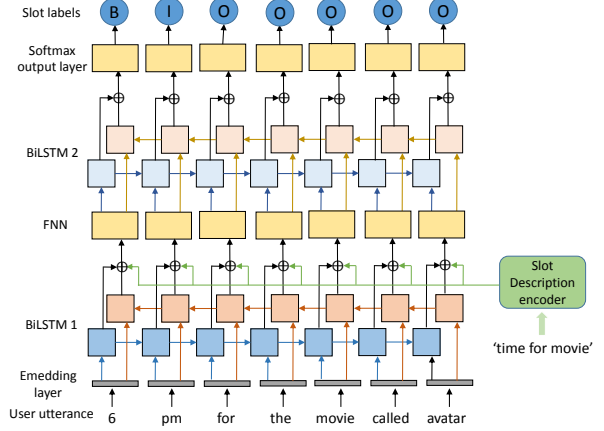 Slot labels B I O O O O O
Softmax
output layer
BiLSTM 2
FNN
Slot
Description
encoder
BiLSTM 1
'time for movie'
Emedding
layer
User utterance 6 pm for the movie called avatar